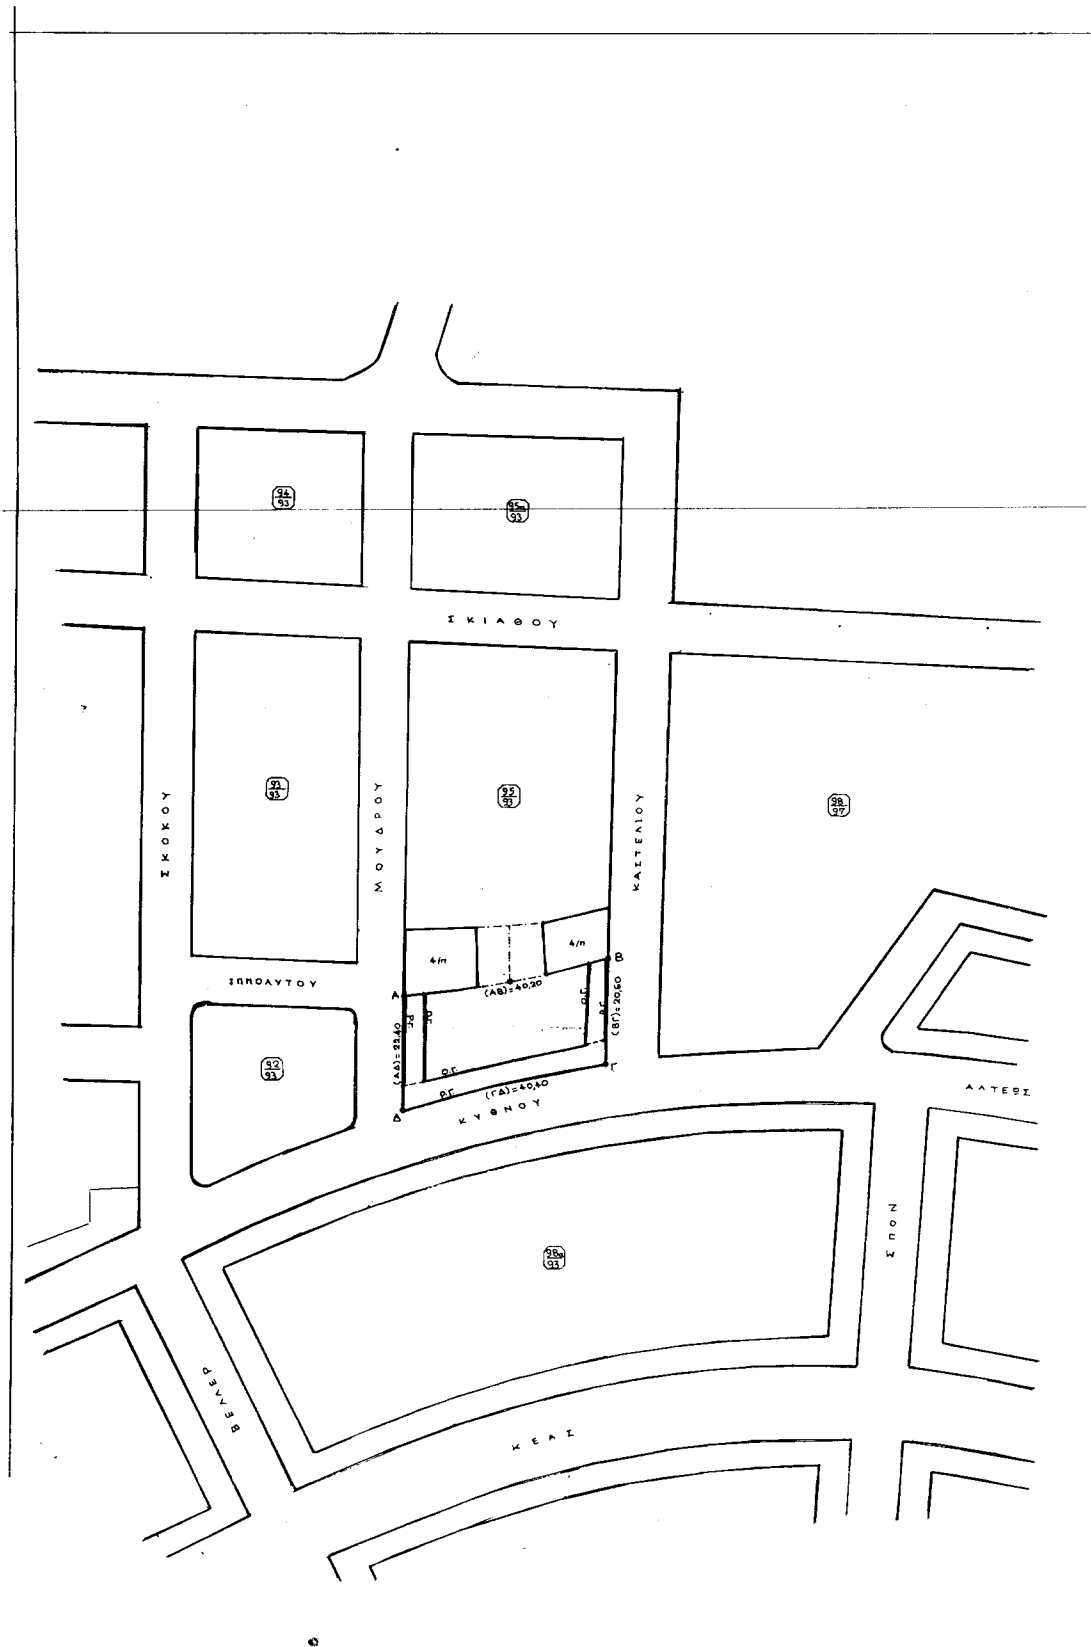 94
93
95α
93
ΣΚΙΑΘΟΥ
93
93
95
93
98
97
ΣΚΟΚΟΥ
ΜΟΥΔΡΟΥ
ΚΑΣΤΕΛΙΟΥ
4/π
4/π
ΙΠΠΟΛΥΤΟΥ
Α
Β
(ΑΒ)=40,20
Ρ.Γ.
Ο.Γ.
Ο.Γ.
Ρ.Γ.
(ΑΔ)=22,40
(ΒΓ)=20,60
92
93
Ο.Γ.
Ρ.Γ.
(ΓΔ)=40,40
Γ
Δ
ΚΥΘΝΟΥ
ΑΛΤΕΩΣ
ΣΠΟΝ
98α
93
ΒΕΛΛΕΡ
ΚΕΑΣ